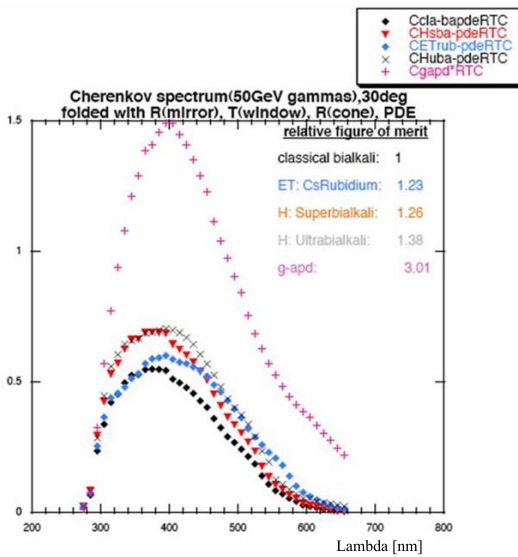 Ccla-bapdeRTC
CHsba-pdeRTC
CETrub-pdeRTC
CHuba-pdeRTC
Cgapd*RTC
Cherenkov spectrum(50GeV gammas),30deg
folded with R(mirror), T(window), R(cone), PDE
1.5
relative figure of merit
classical bialkali: 1
ET: CsRubidium: 1.23
H: Superbialkali: 1.26
H: Ultrabialkali: 1.38
g-apd: 3.01
1
0.5
0
200 300 400 500 600 700 800
Lambda [nm]